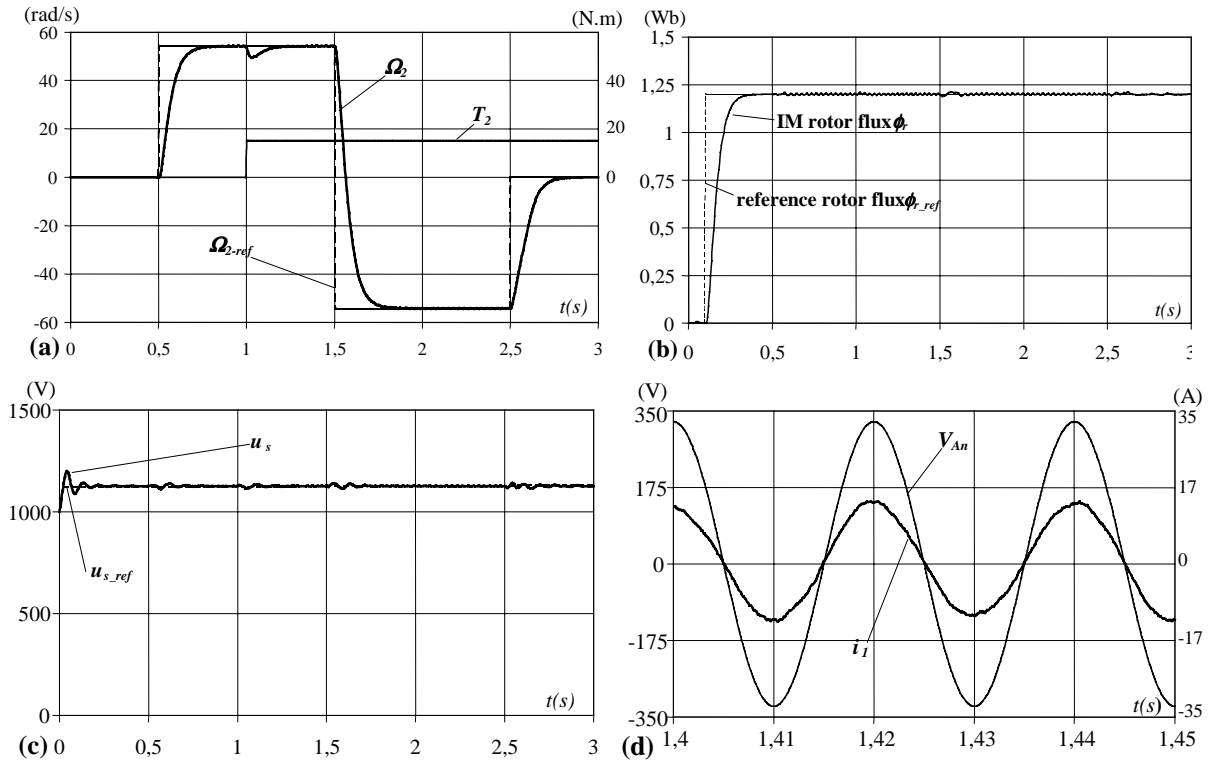 (rad/s)
(N.m)
60
40
20
0
-20
-40
-60
40
20
0
Ω2
T2
Ω2-ref
t(s)
(a)
0
0,5
1
1,5
2
2,5
3
(Wb)
1,5
1,25
1
0,75
0,5
0,25
0
IM rotor flux ϕr
reference rotor flux ϕr_ref
t(s)
(b)
0
0,5
1
1,5
2
2,5
(V)
1500
1000
500
0
us
us_ref
t(s)
(c)
0
0,5
1
1,5
2
2,5
3
(V)
(A)
350
175
0
-175
-350
35
17
0
-17
-35
VAn
i1
t(s)
(d)
1,4
1,41
1,42
1,43
1,44
1,45